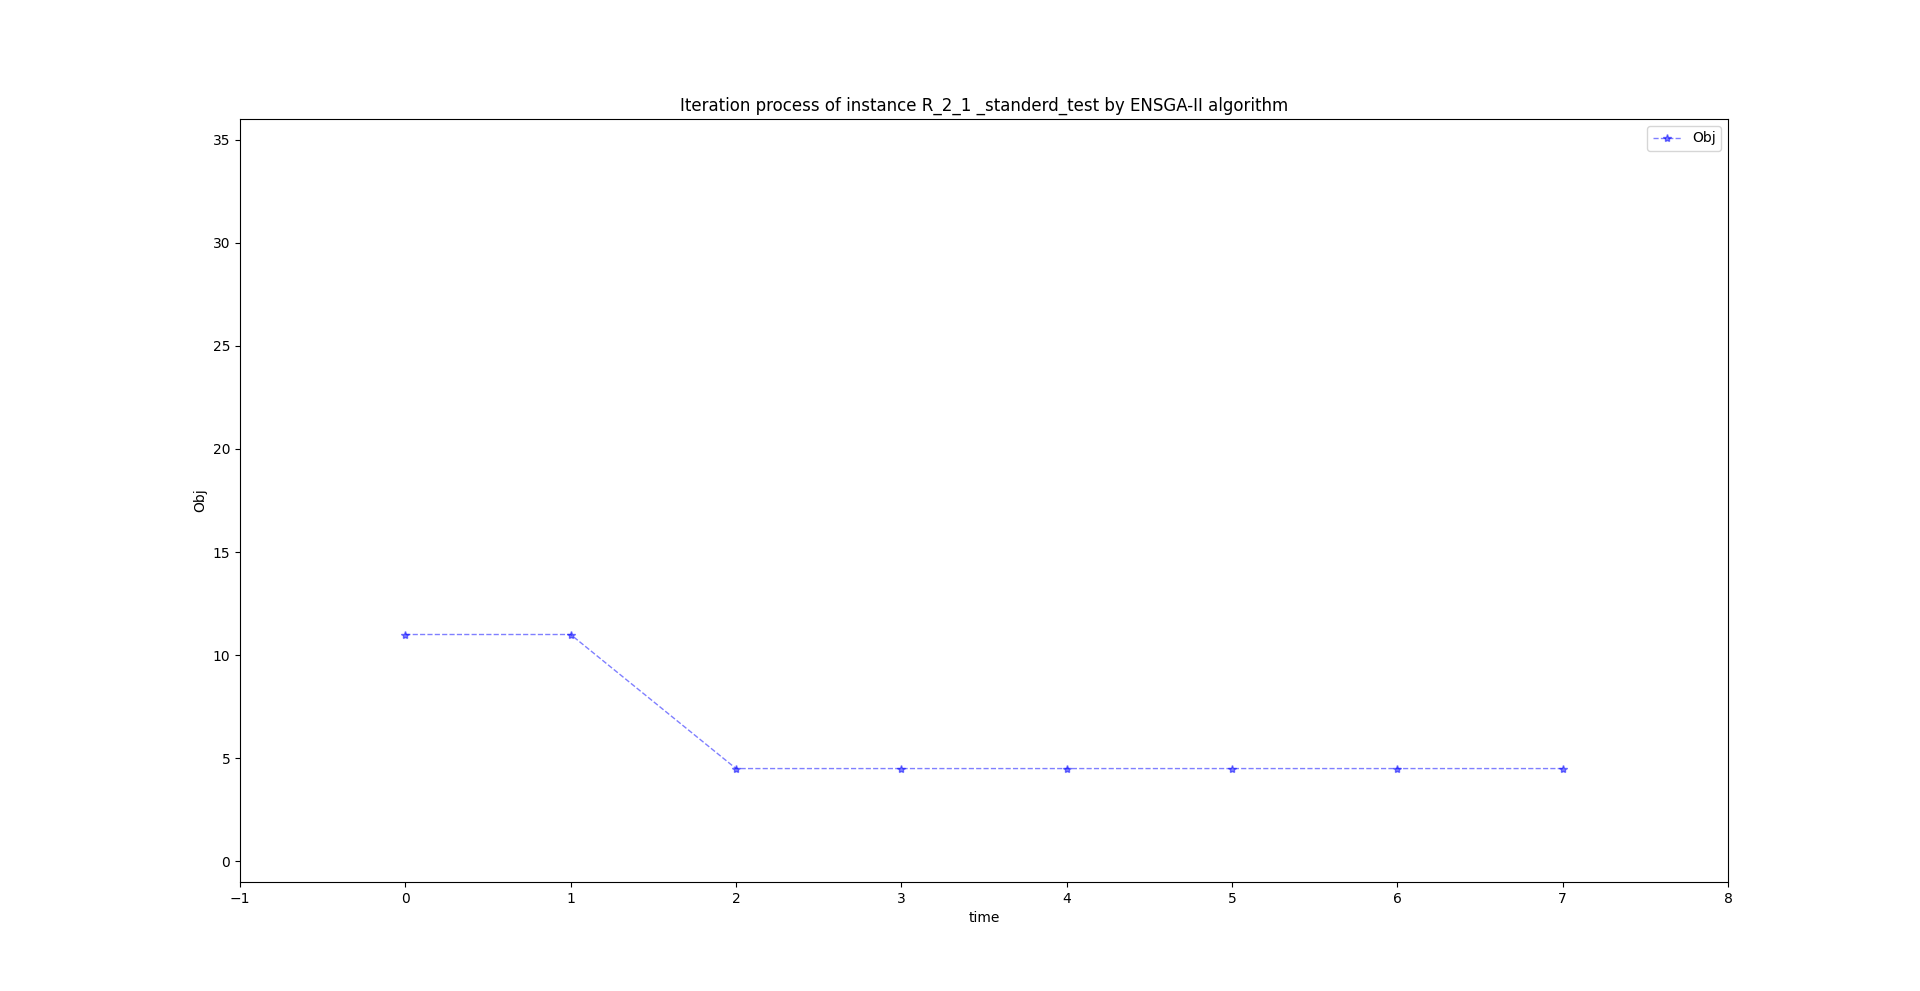 Iteration process of instance R_2_1 _standerd_test by ENSGA-II algorithm
Obj
35
30
25
20
15
10
5
0
Obj
−1 0 1 2 3 4 5 6 7 8
time